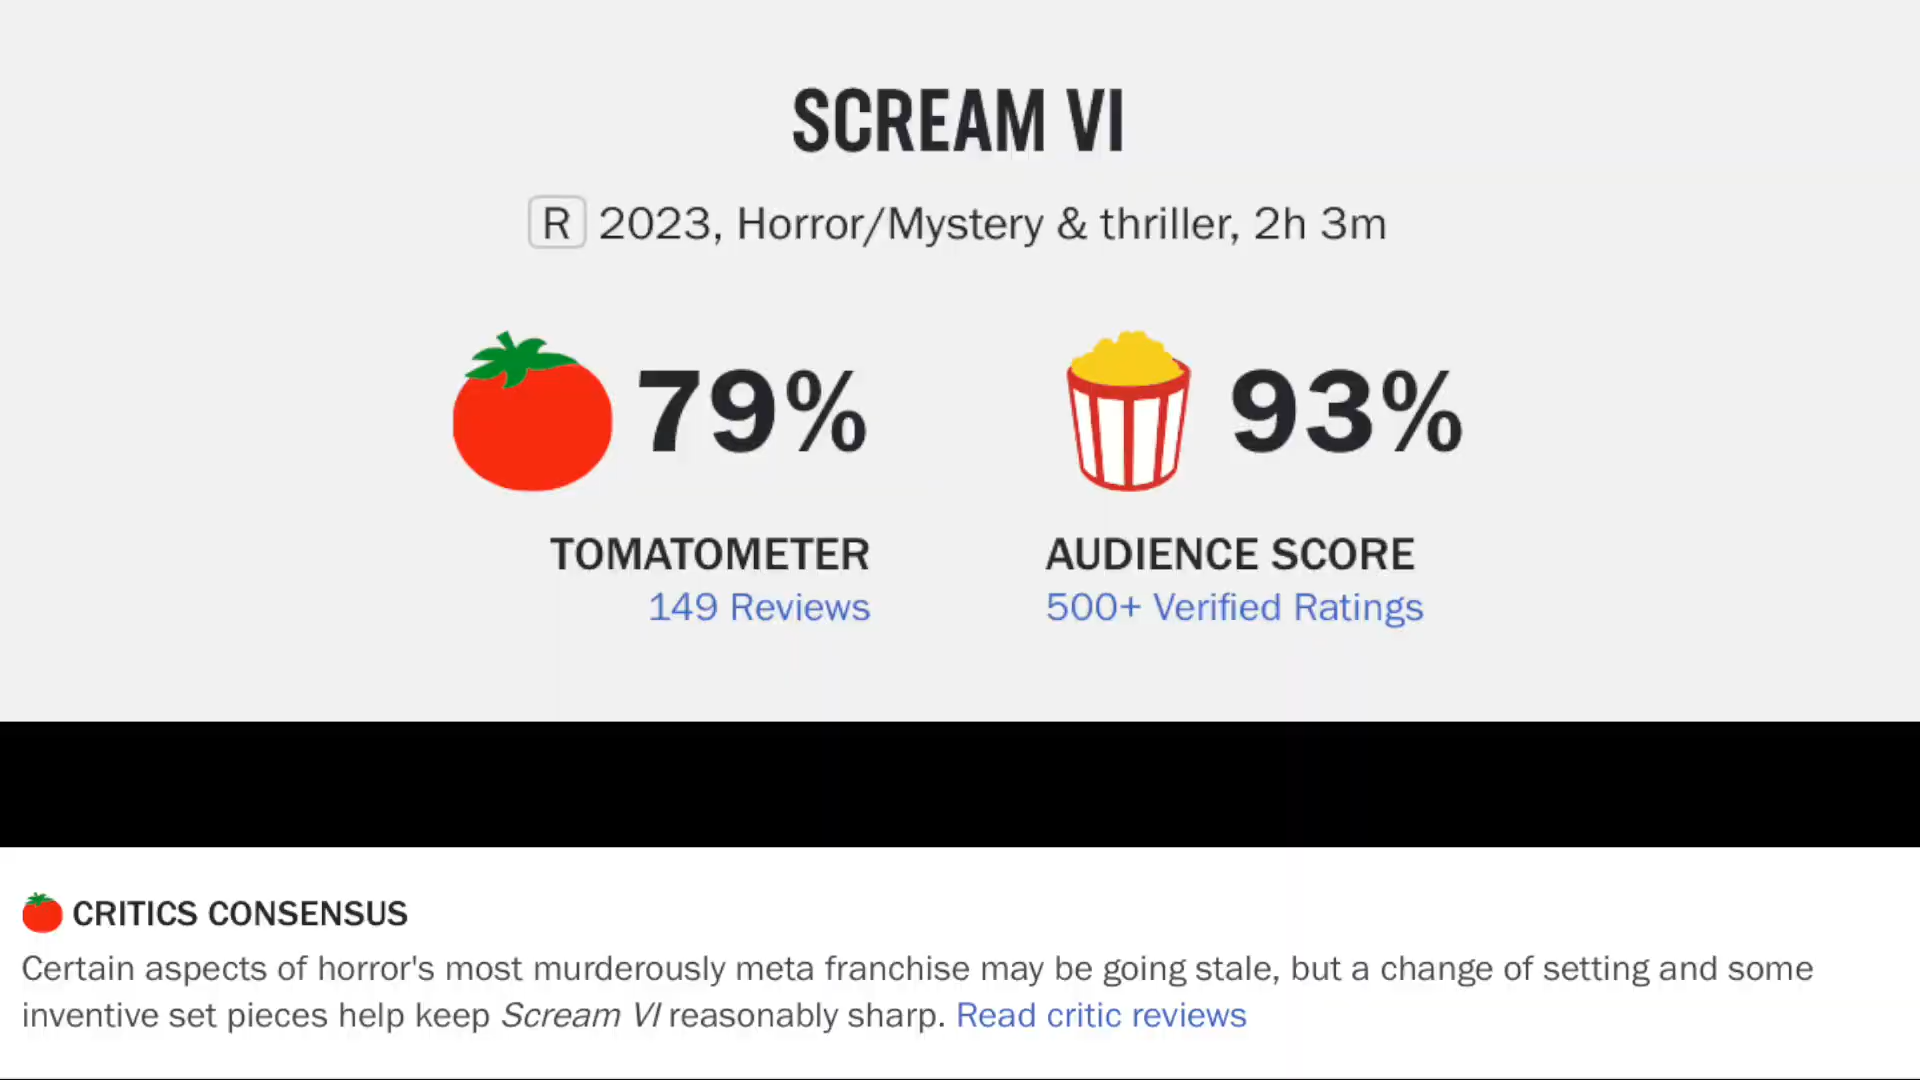 SCREAM VI
R 2023, Horror/Mystery & thriller, 2h 3m
79% 93%
TOMATOMETER AUDIENCE SCORE
149 Reviews 500+ Verified Ratings
CRITICS CONSENSUS
Certain aspects of horror's most murderously meta franchise may be going stale, but a change of setting and some
inventive set pieces help keep Scream VI reasonably sharp. Read critic reviews